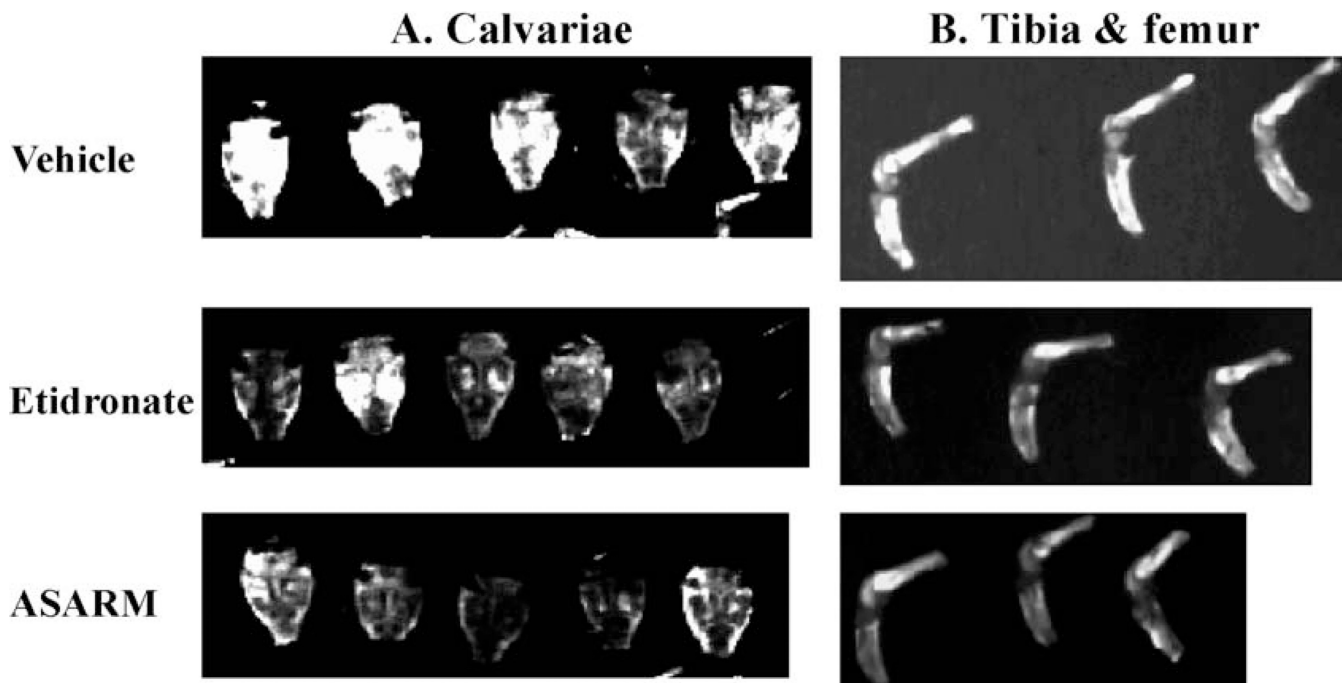 A. Calvariae
B. Tibia & femur
Vehicle
Etidronate
ASARM